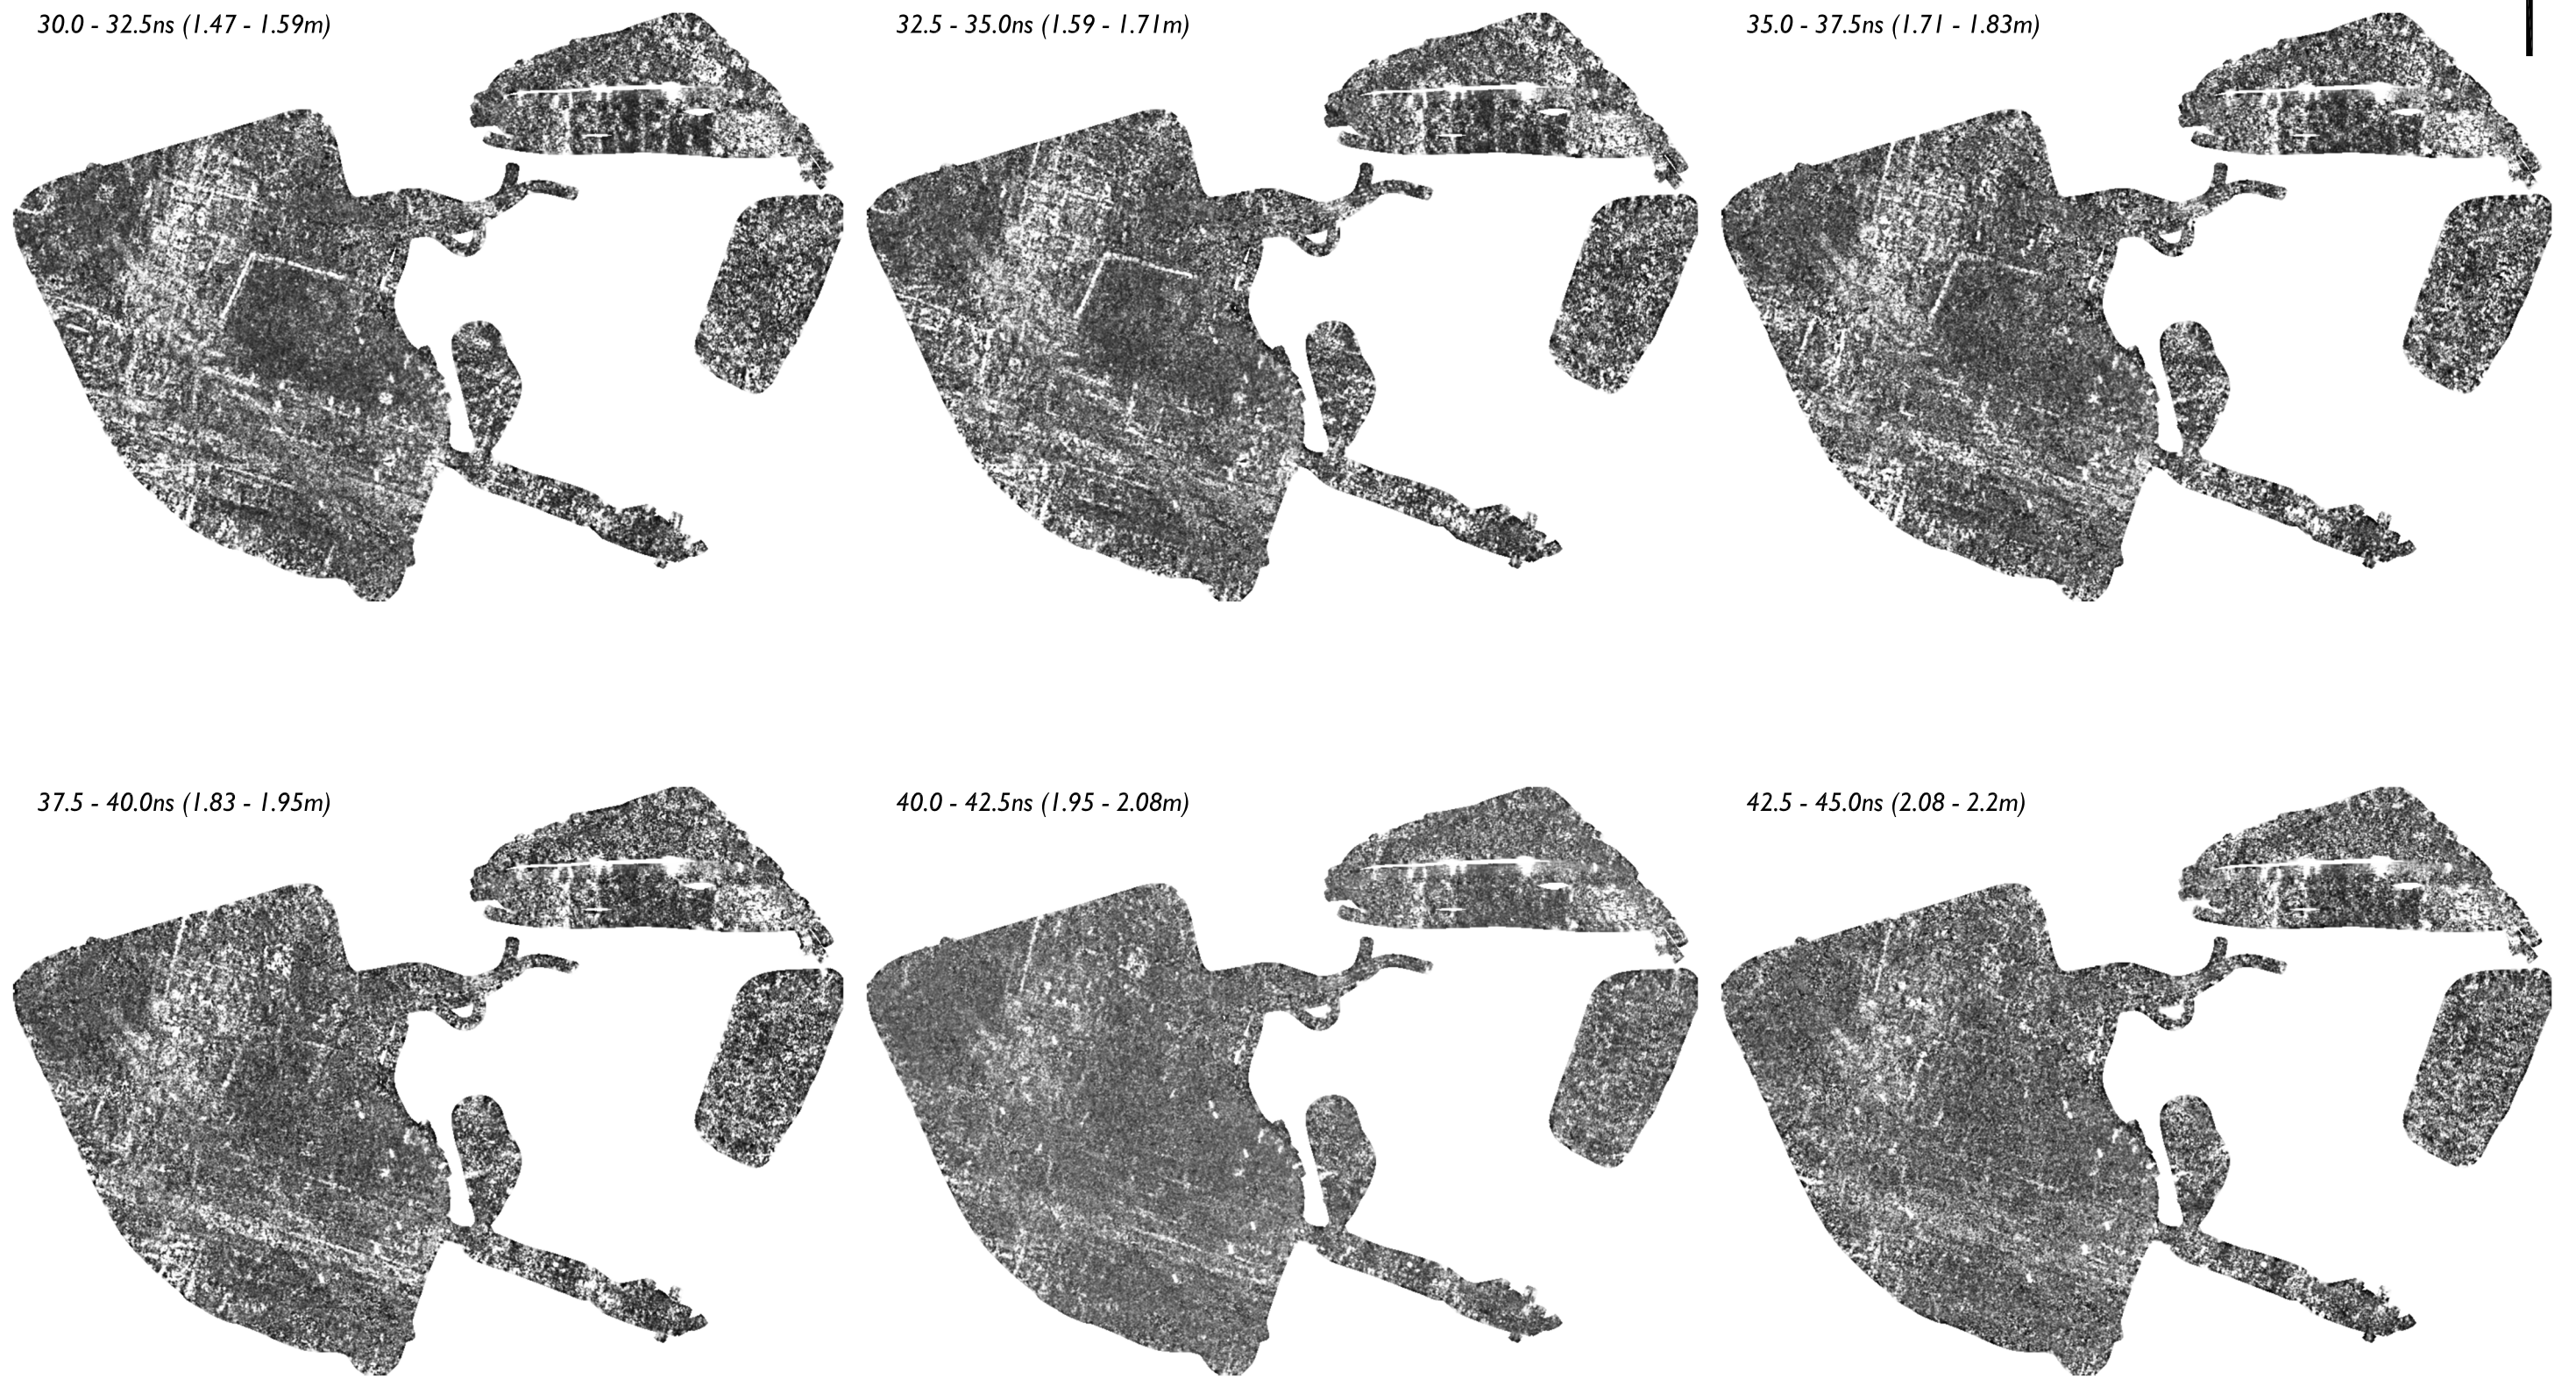 30.0 - 32.5ns (1.47 - 1.59m)
32.5 - 35.0ns (1.59 - 1.71m)
35.0 - 37.5ns (1.71 - 1.83m)
37.5 - 40.0ns (1.83 - 1.95m)
40.0 - 42.5ns (1.95 - 2.08m)
42.5 - 45.0ns (2.08 - 2.2m)